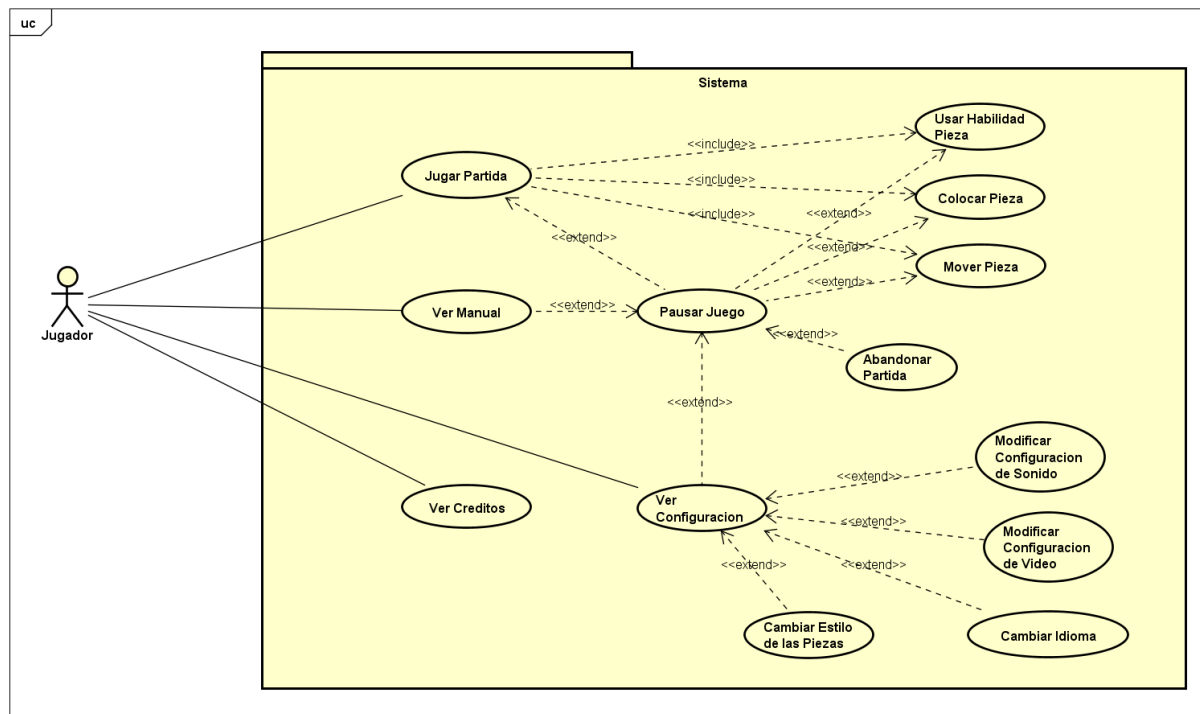 uc
Sistema
Usar Habilidad
Pieza
<<include>>
Jugar Partida
<<include>>
Colocar Pieza
<<include>>
<<extend>>
<<extend>>
<<extend>>
Mover Pieza
<<extend>>
Jugador
Ver Manual
<<extend>>
Pausar Juego
<<extend>>
Abandonar
Partida
<<extend>>
Modificar
Configuracion
de Sonido
<<extend>>
Ver Creditos
Ver
Configuracion
<<extend>>
Modificar
Configuracion
de Video
<<extend>>
<<extend>>
Cambiar Estilo
de las Piezas
Cambiar Idioma